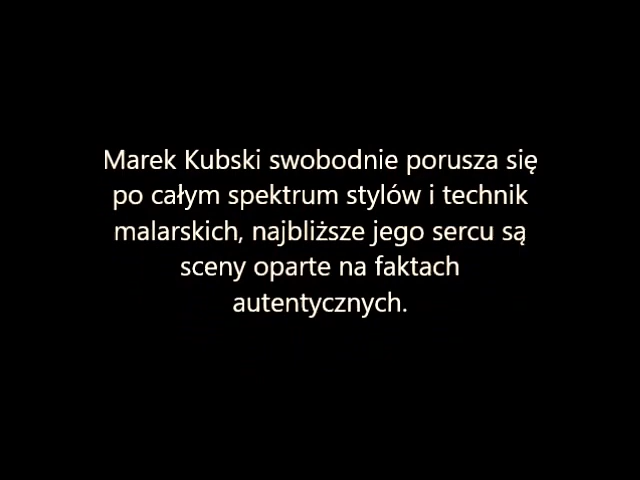 Marek Kubski swobodnie porusza się
po całym spektrum stylów i technik
malarskich, najbliższe jego sercu są
sceny oparte na faktach
autentycznych.